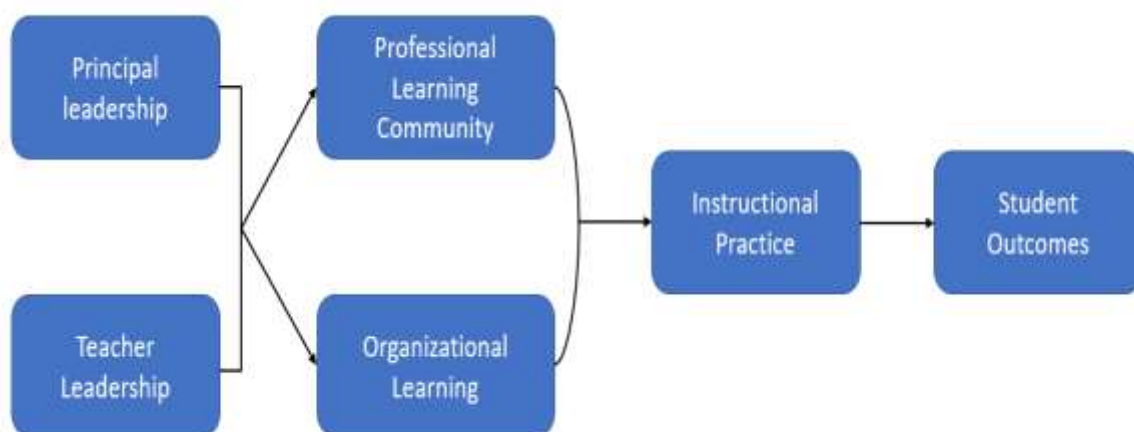 Principal
leadership
Professional
Learning
Community
Teacher
Leadership
Organizational
Learning
Instructional
Practice
Student
Outcomes